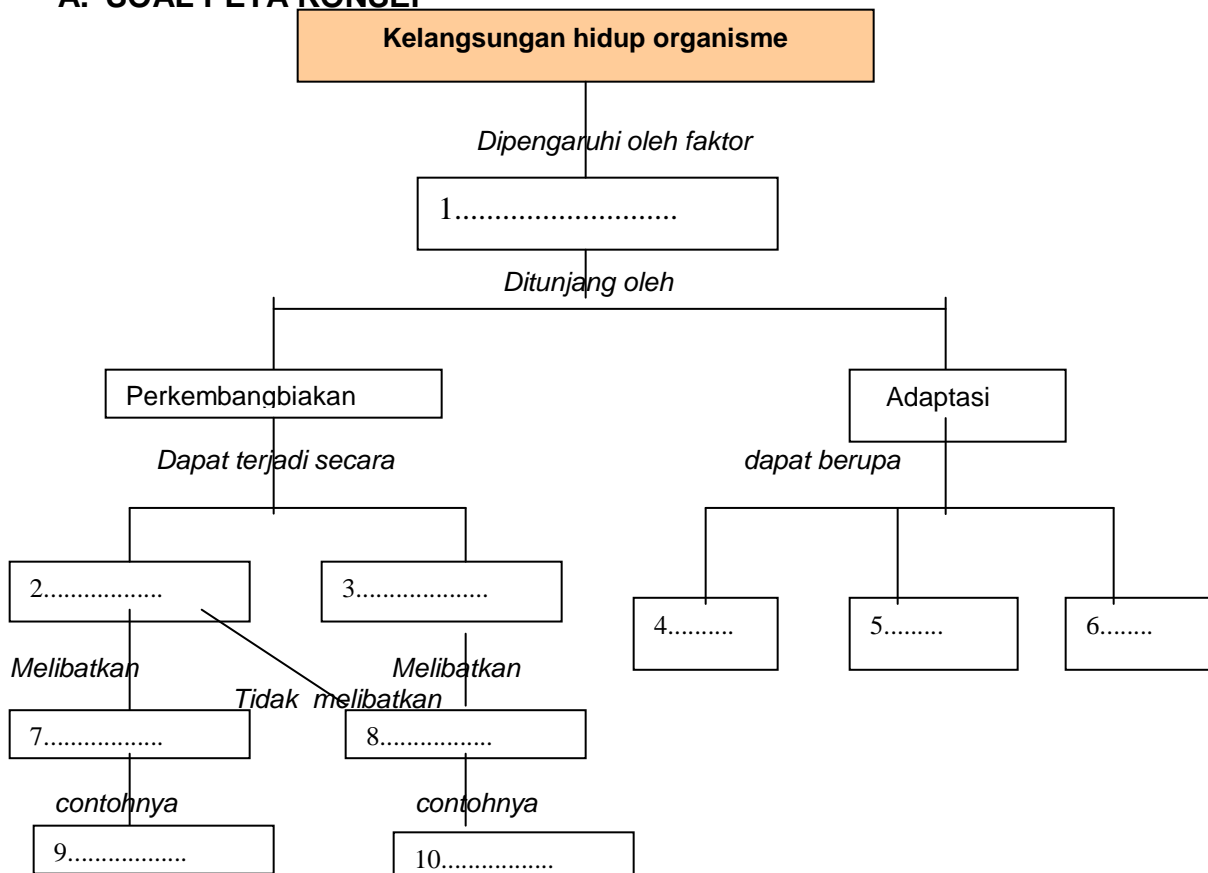 A. SOAL PETA KONSEP
Kelangsungan hidup organisme
Dipengaruhi oleh faktor
1............................
Ditunjang oleh
Perkembangbiakan
Adaptasi
Dapat terjadi secara
dapat berupa
2.................
3...................
4..........
5.........
6........
Melibatkan
Melibatkan
Tidak melibatkan
7.................
8................
contohnya
contohnya
9.................
10................